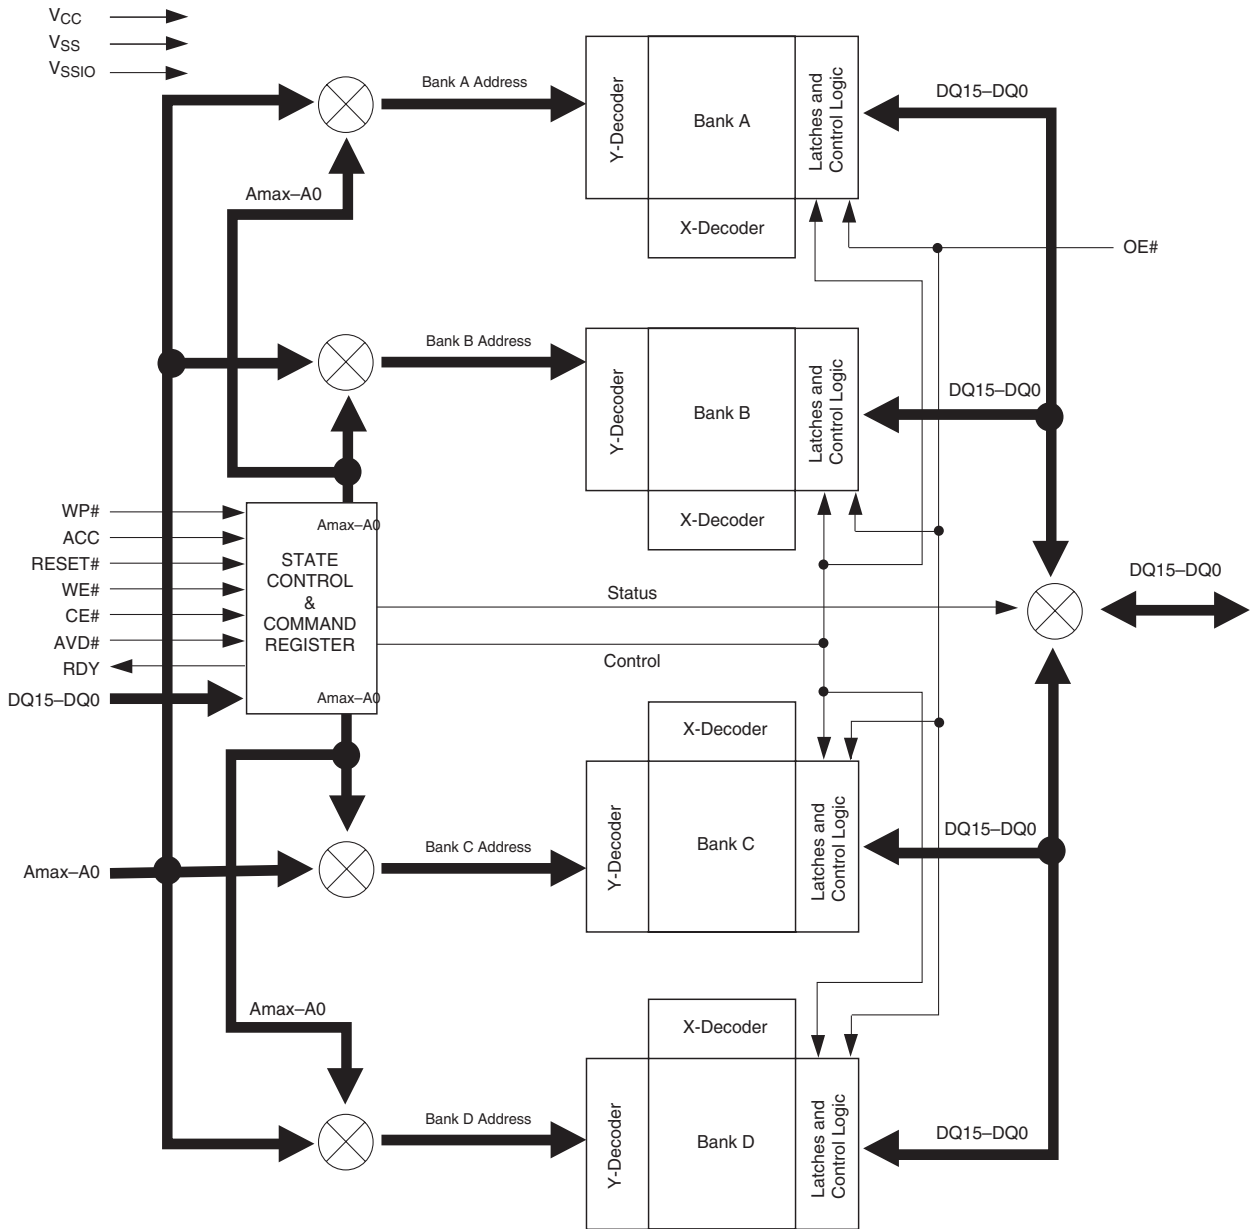 VCC
VSS
VSSIO
Bank A Address
Y-Decoder
Bank A
Latches and
Control Logic
X-Decoder
DQ15–DQ0
Amax–A0
OE#
Bank B Address
Y-Decoder
Bank B
Latches and
Control Logic
X-Decoder
DQ15–DQ0
WP#
ACC
RESET#
WE#
CE#
AVD#
RDY
DQ15–DQ0
Amax–A0
STATE
CONTROL
&
COMMAND
REGISTER
Amax–A0
Status
Control
DQ15–DQ0
X-Decoder
Bank C Address
Y-Decoder
Bank C
Latches and
Control Logic
DQ15–DQ0
Amax–A0
Amax–A0
X-Decoder
Bank D Address
Y-Decoder
Bank D
Latches and
Control Logic
DQ15–DQ0